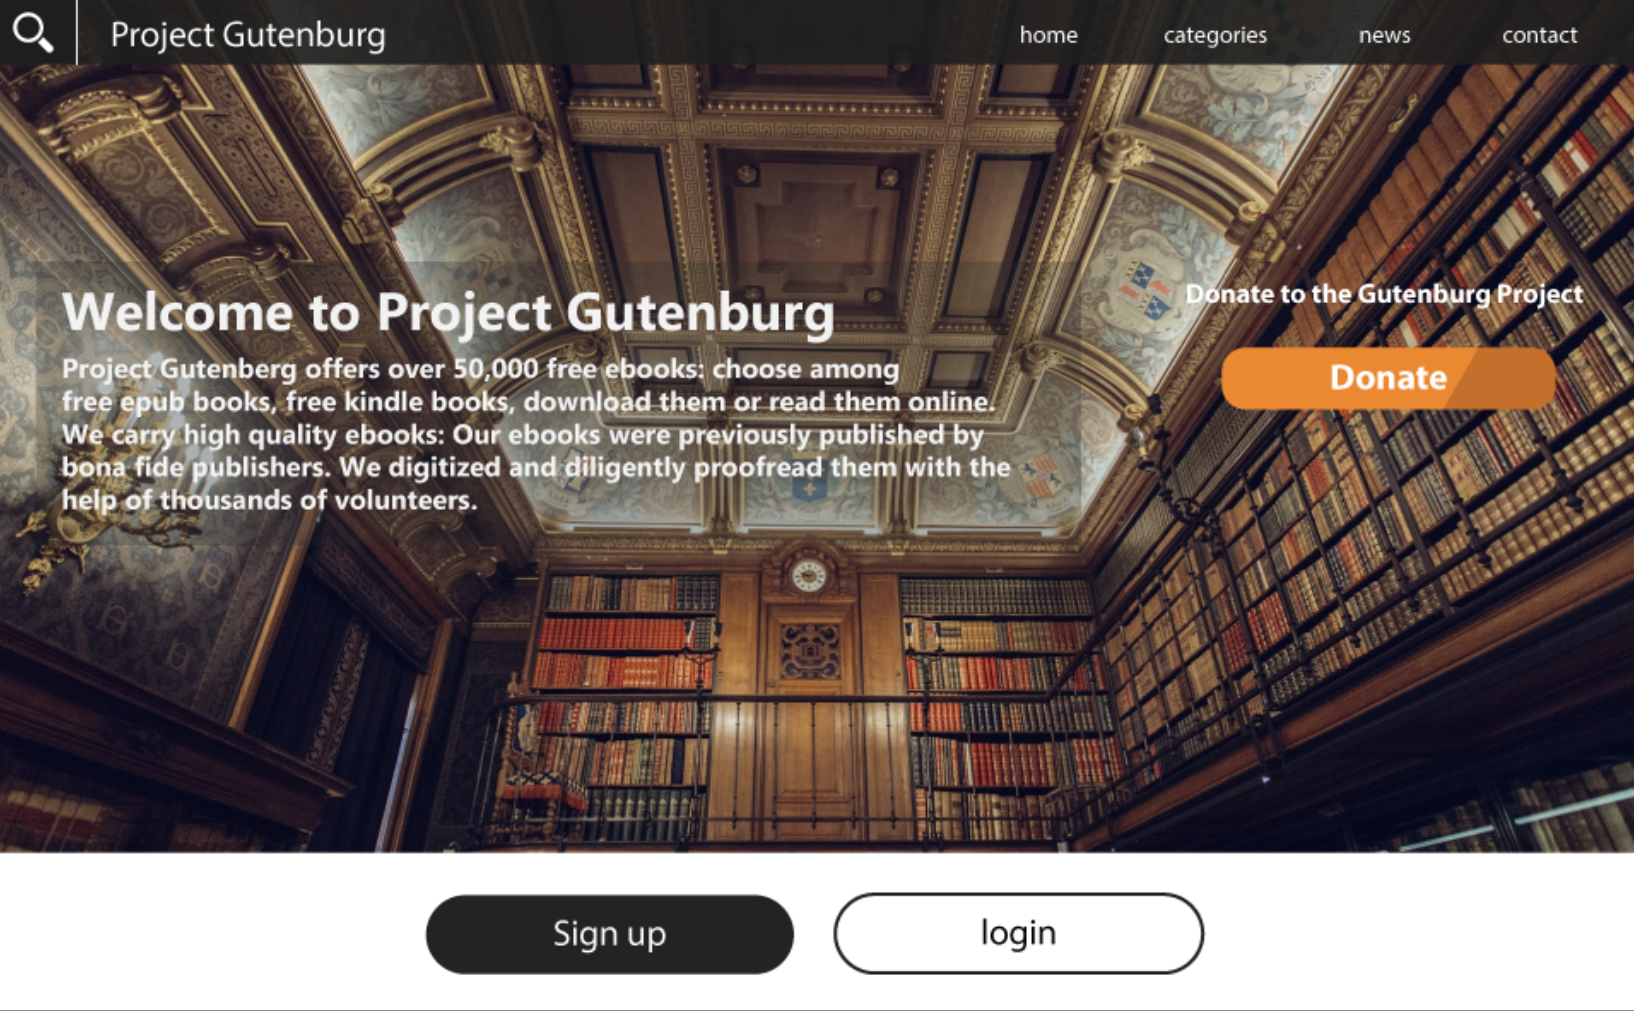 Project Gutenburg
home
categories
news
contact
Welcome to Project Gutenburg
Project Gutenberg offers over 50,000 free ebooks: choose among
free epub books, free kindle books, download them or read them online.
We carry high quality ebooks: Our ebooks were previously published by
bona fide publishers. We digitized and diligently proofread them with the
help of thousands of volunteers.
Donate to the Gutenburg Project
Donate
Sign up
login